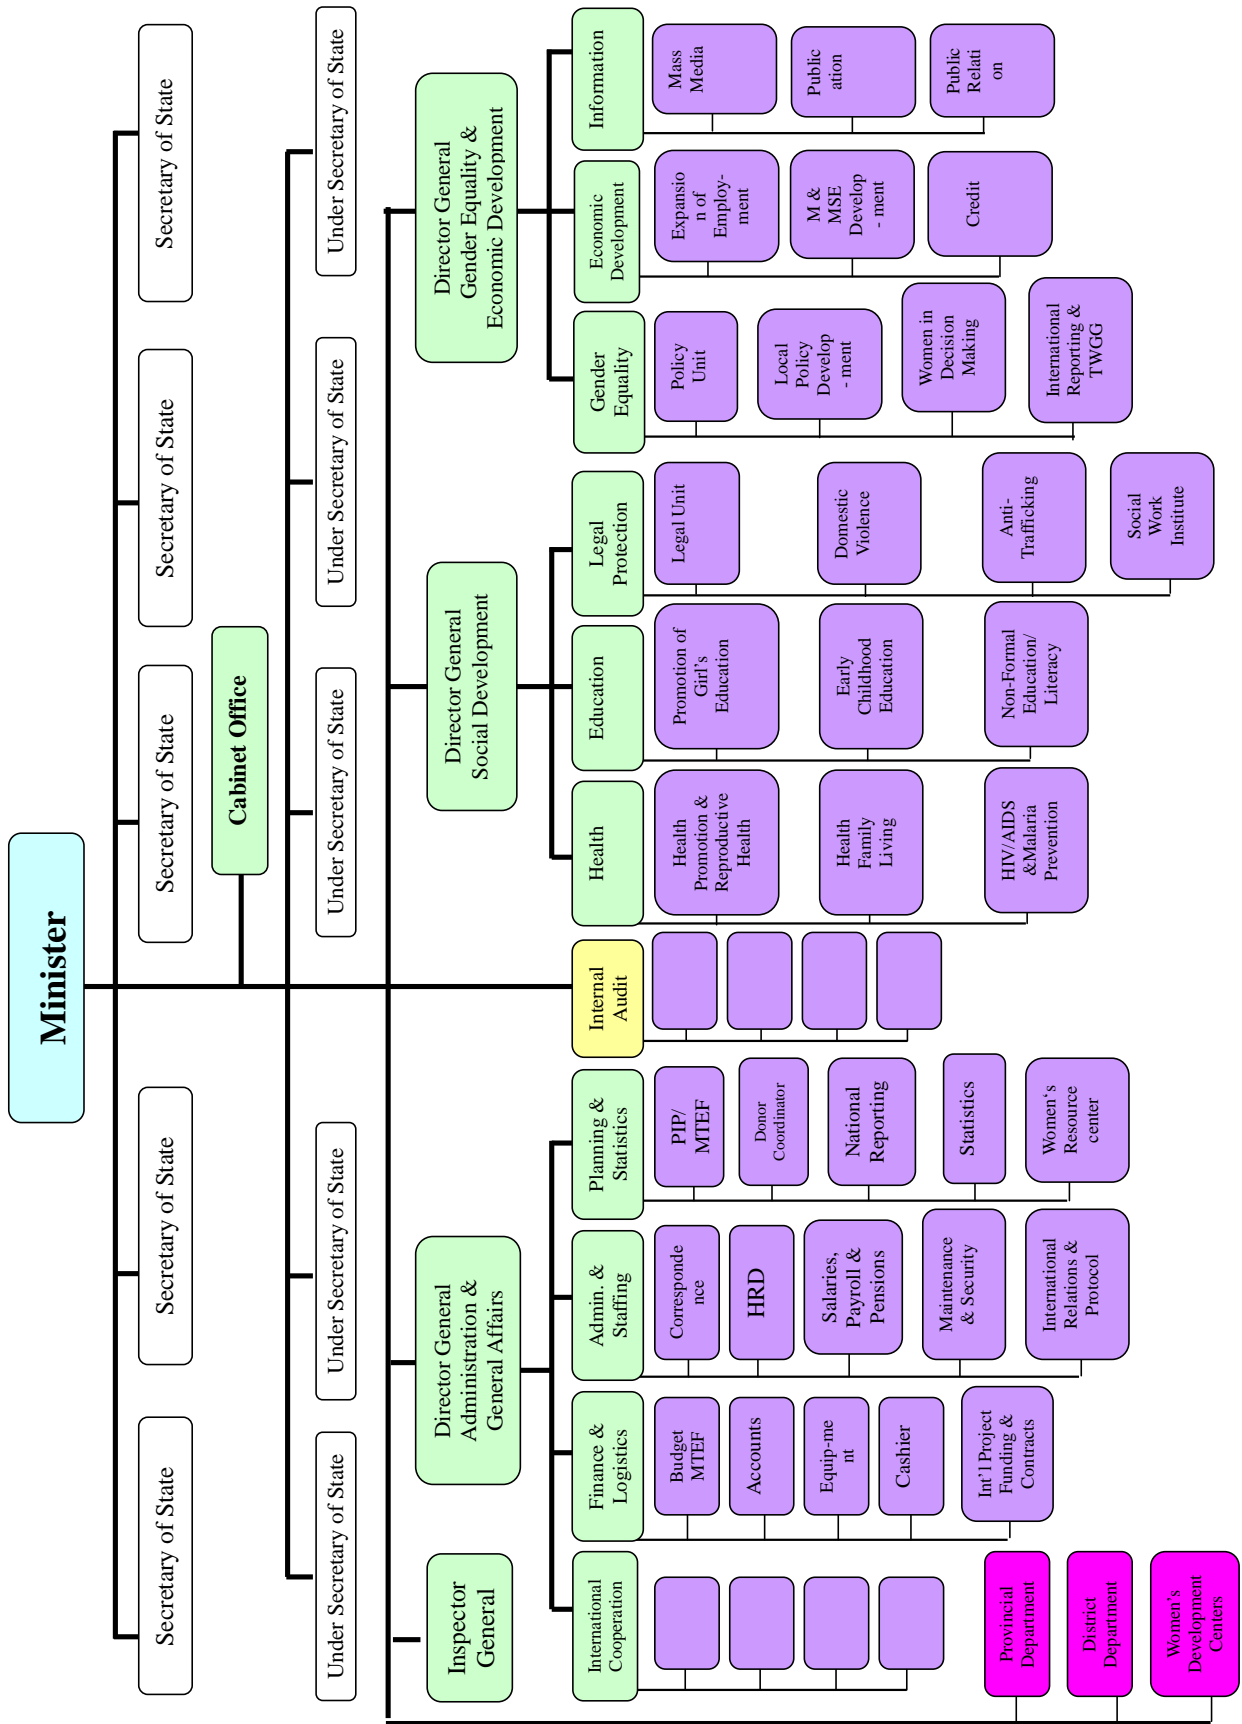 Minister
Secretary of State
Secretary of State
Secretary of State
Secretary of State
Secretary of State
Cabinet Office
Under Secretary of State
Under Secretary of State
Under Secretary of State
Under Secretary of State
Under Secretary of State
Inspector
General
Director General
Administration &
General Affairs
Director General
Social Development
Director General
Gender Equality &
Economic Development
International
Cooperation
Finance &
Logistics
Budget
MTEF
Accounts
Equip-me
nt
Cashier
Int'l Project
Funding &
Contracts
Admin. &
Staffing
Corresponde
nce
HRD
Salaries,
Payroll &
Pensions
Maintenance
& Security
International
Relations &
Protocol
Planning &
Statistics
PIP/
MTEF
Donor
Coordinator
National
Reporting
Statistics
Women‘s
Resource
center
Internal
Audit
Health
Health
Promotion &
Reproductive
Health
Health
Family
Living
HIV/AIDS
&Malaria
Prevention
Education
Promotion of
Girl’s
Education
Early
Childhood
Education
Non-Formal
Education/
Literacy
Legal
Protection
Legal Unit
Domestic
Violence
Anti-
Trafficking
Social
Work
Institute
Gender
Equality
Policy
Unit
Local
Policy
Develop
- ment
Women in
Decision
Making
International
Reporting &
TWGG
Economic
Development
Expansio
n of
Employ-
ment
M &
MSE
Develop
- ment
Credit
Information
Mass
Media
Public
ation
Public
Relati
on
Provincial
Department
District
Department
Women’s
Development
Centers